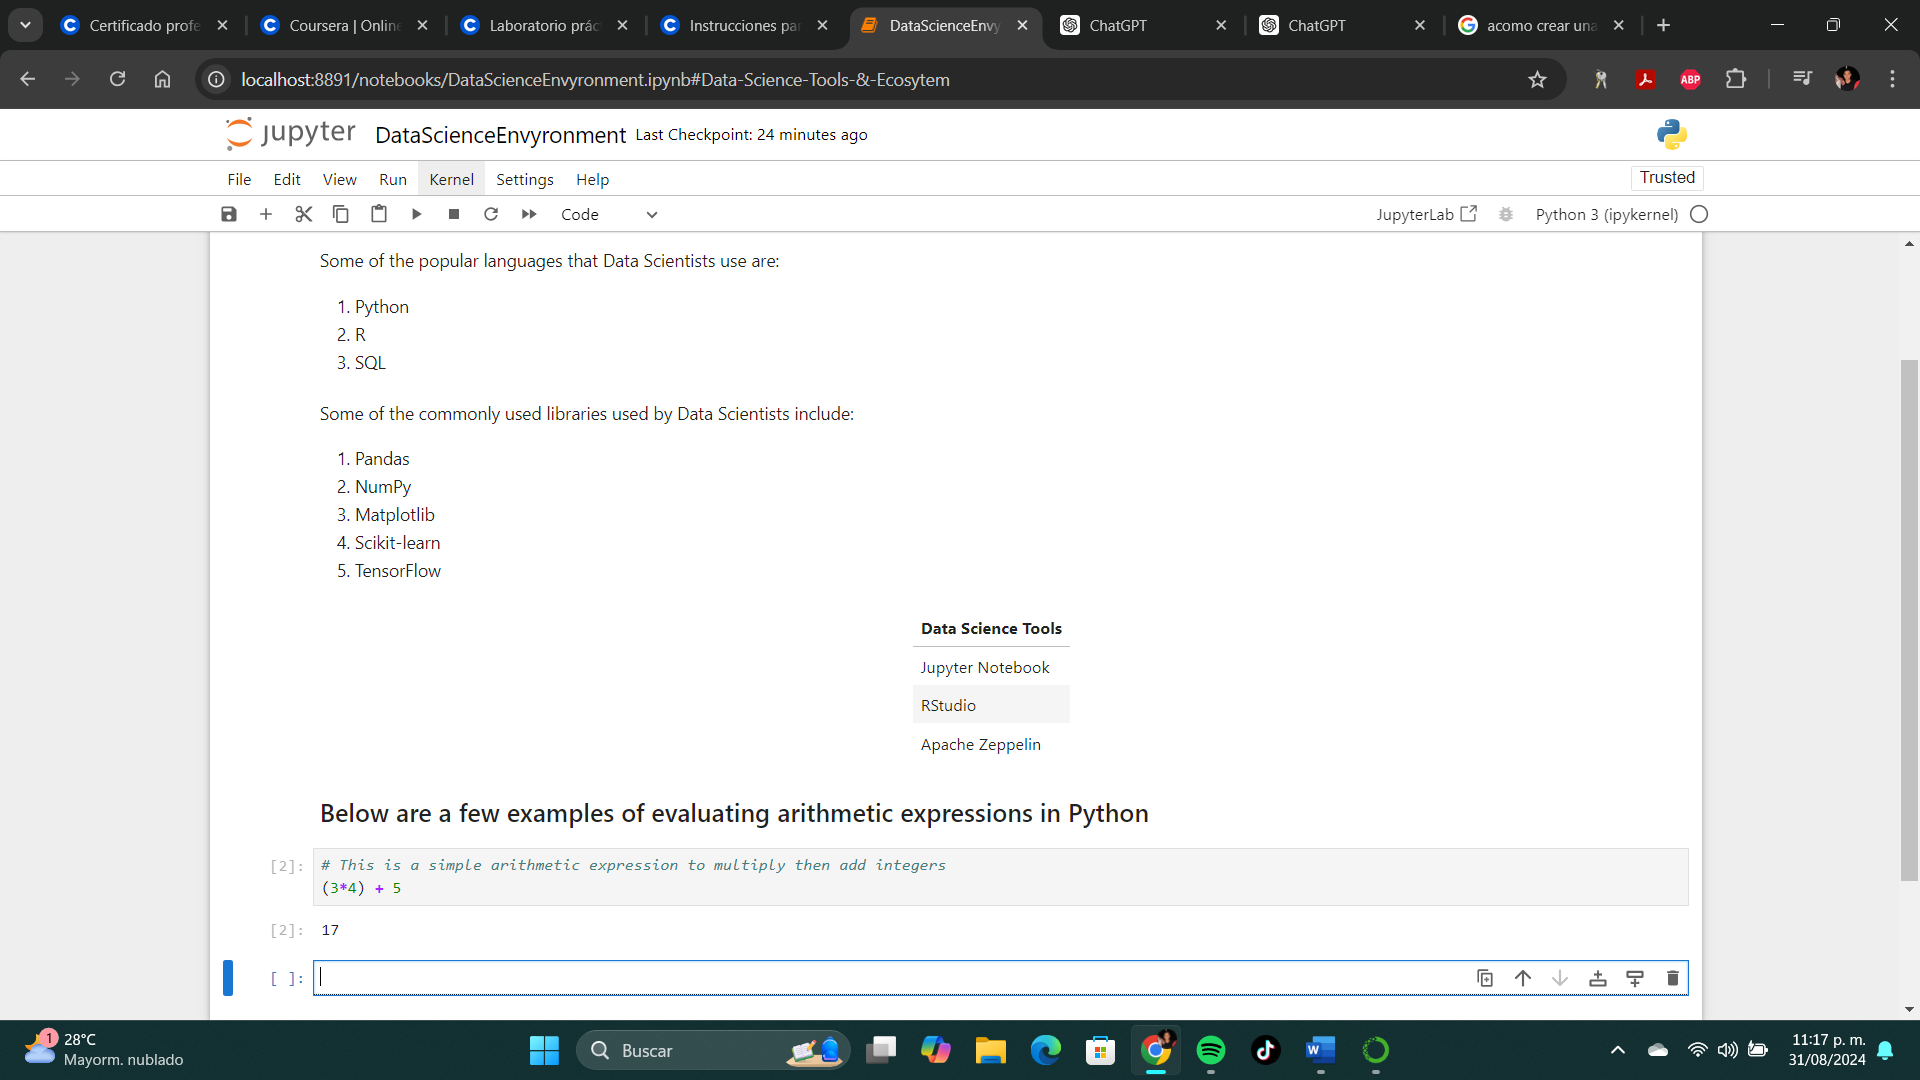 Certificado profe
Coursera | Online
Laboratorio prác
Instrucciones pa
DataScienceEnvy
ChatGPT
ChatGPT
acomo crear una
localhost:8891/notebooks/DataScienceEnvyronment.ipynb#Data-Science-Tools-&-Ecosytem
ABP
jupyter DataScienceEnvyronment Last Checkpoint: 24 minutes ago
File Edit View Run Kernel Settings Help Trusted
Code JupyterLab Python 3 (ipykernel)
Some of the popular languages that Data Scientists use are:
1. Python
2. R
3. SQL
Some of the commonly used libraries used by Data Scientists include:
1. Pandas
2. NumPy
3. Matplotlib
4. Scikit-learn
5. TensorFlow
Data Science Tools
Jupyter Notebook
RStudio
Apache Zeppelin
Below are a few examples of evaluating arithmetic expressions in Python
[2]: # This is a simple arithmetic expression to multiply then add integers
(3*4) + 5
[2]: 17
[ ]:
1 28°C
Mayorm. nublado
Buscar
11:17 p. m.
31/08/2024